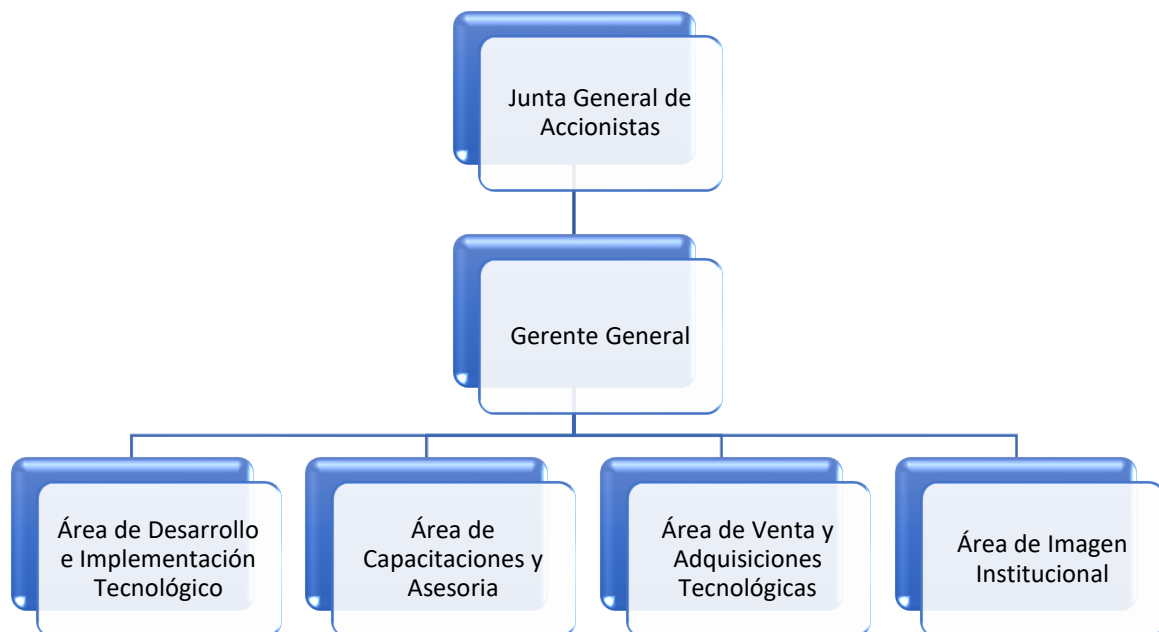 Junta General de
Accionistas
Gerente General
Área de Desarrollo
e Implementación
Tecnológico
Área de
Capacitaciones y
Asesoria
Área de Venta y
Adquisiciones
Tecnológicas
Área de Imagen
Institucional